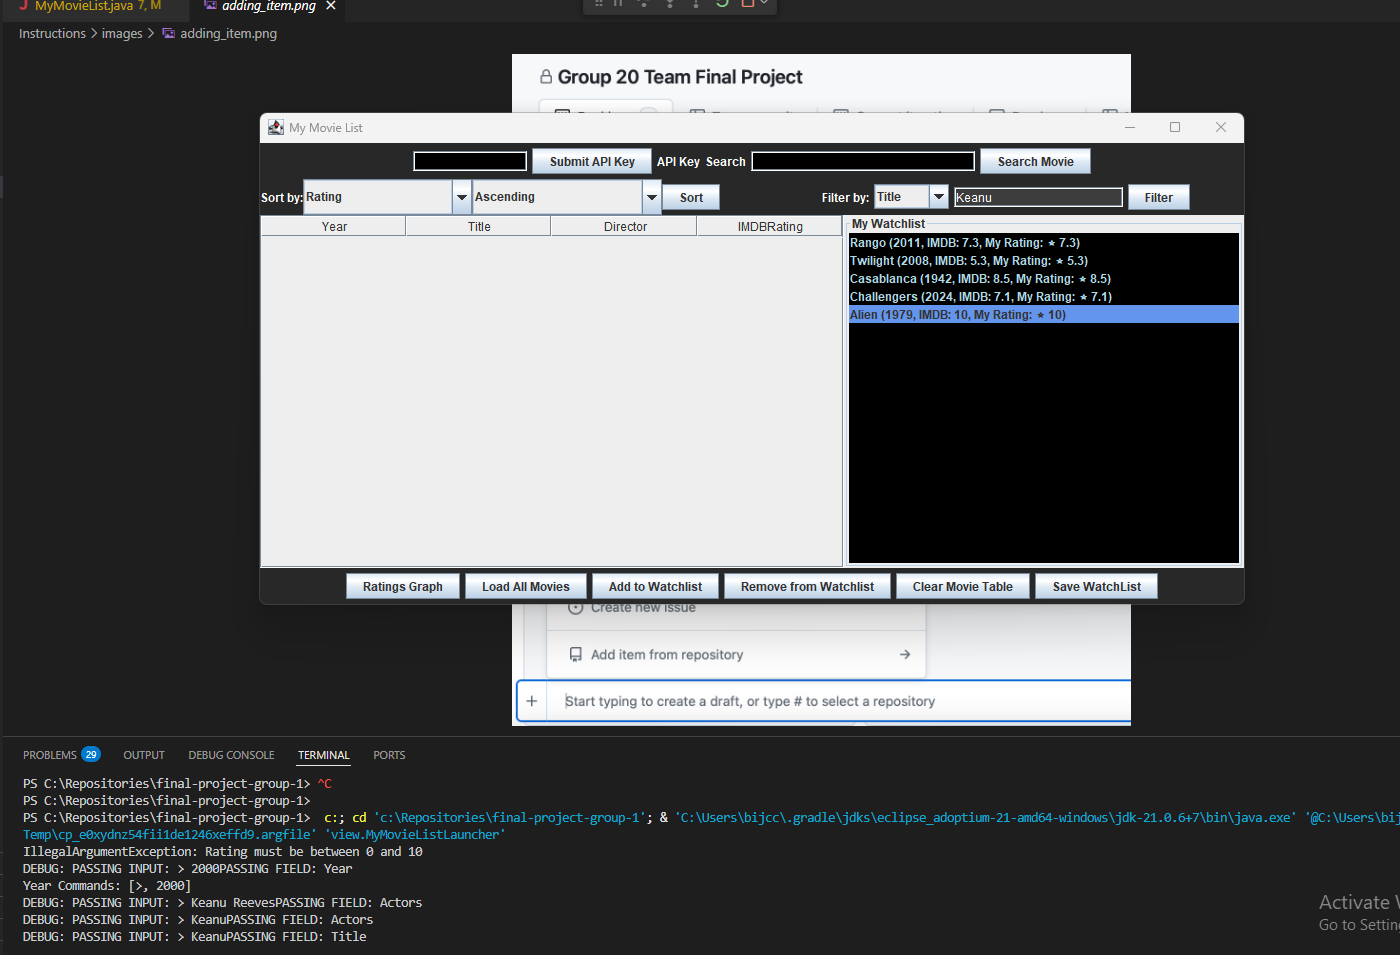 MyMovieList.java 7, M
adding_item.png
Instructions > images > adding_item.png
Group 20 Team Final Project
My Movie List
Submit API Key API Key Search Search Movie
Sort by: Rating Ascending Sort Filter by: Title Keanu Filter
Year Title Director IMDBRating
My Watchlist
Rango (2011, IMDB: 7.3, My Rating: ★ 7.3)
Twilight (2008, IMDB: 5.3, My Rating: ★ 5.3)
Casablanca (1942, IMDB: 8.5, My Rating: ★ 8.5)
Challengers (2024, IMDB: 7.1, My Rating: ★ 7.1)
Alien (1979, IMDB: 10, My Rating: ★ 10)
Ratings Graph Load All Movies Add to Watchlist Remove from Watchlist Clear Movie Table Save WatchList
Create new issue
Add item from repository
Start typing to create a draft, or type # to select a repository
PROBLEMS 29 OUTPUT DEBUG CONSOLE TERMINAL PORTS
PS C:\Repositories\final-project-group-1> ^C
PS C:\Repositories\final-project-group-1>
PS C:\Repositories\final-project-group-1> c:; cd 'c:\Repositories\final-project-group-1'; & 'C:\Users\bijcc\.gradle\jdks\eclipse_adoptium-21-amd64-windows\jdk-21.0.6+7\bin\java.exe' '@C:\Users\bij
Temp\cp_e0xydnz54fii1de1246xeffd9.argfile' 'view.MyMovieListLauncher'
IllegalArgumentException: Rating must be between 0 and 10
DEBUG: PASSING INPUT: > 2000PASSING FIELD: Year
Year Commands: [>, 2000]
DEBUG: PASSING INPUT: > Keanu ReevesPASSING FIELD: Actors
DEBUG: PASSING INPUT: > KeanuPASSING FIELD: Actors
DEBUG: PASSING INPUT: > KeanuPASSING FIELD: Title
Activate
Go to Setting